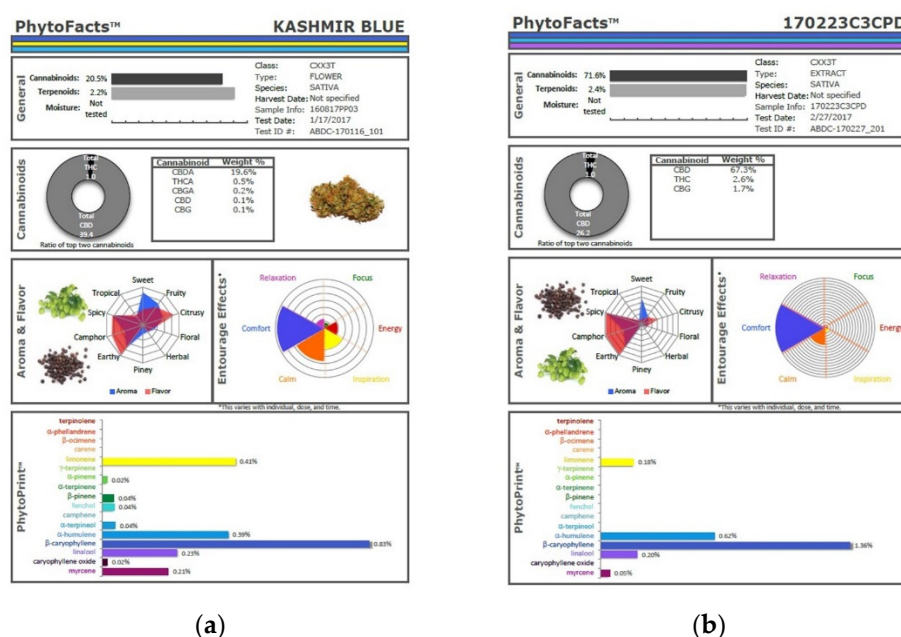 PhytoFacts™ KASHMIR BLUE
General
Cannabinoids: 20.5%
Terpenoids: 2.2%
Moisture: Not tested
Class: CXX3T
Type: FLOWER
Species: SATIVA
Harvest Date: Not specified
Sample Info: 160817PP03
Test Date: 1/17/2017
Test ID #: ABDC-170116_101
Cannabinoids
Total THC 1.0
Total CBD 39.4
Ratio of top two cannabinoids
Cannabinoid Weight %
CBDA 19.6%
THCA 0.5%
CBGA 0.2%
CBD 0.1%
CBG 0.1%
Aroma & Flavor
Sweet
Fruity
Citrusy
Floral
Herbal
Piney
Earthy
Camphor
Spicy
Tropical
Aroma Flavor
Entourage Effects*
Relaxation
Focus
Comfort
Energy
Calm
Inspiration
*This varies with individual, dose, and time.
PhytoPrint™
terpinolene
α-phellandrene
β-ocimene
carene
limonene 0.41%
γ-terpinene
α-pinene 0.02%
α-terpinene
β-pinene 0.04%
fenchol 0.04%
camphene
α-terpineol 0.04%
α-humulene 0.39%
β-caryophyllene 0.83%
linalool 0.23%
caryophyllene oxide 0.02%
myrcene 0.21%
(a)
PhytoFacts™ 170223C3CPD
General
Cannabinoids: 71.6%
Terpenoids: 2.4%
Moisture: Not tested
Class: CXX3T
Type: EXTRACT
Species: SATIVA
Harvest Date: Not specified
Sample Info: 170223C3CPD
Test Date: 2/27/2017
Test ID #: ABDC-170227_201
Cannabinoids
Total THC 1.0
Total CBD 26.2
Ratio of top two cannabinoids
Cannabinoid Weight %
CBD 67.3%
THC 2.6%
CBG 1.7%
Aroma & Flavor
Sweet
Fruity
Citrusy
Floral
Herbal
Piney
Earthy
Camphor
Spicy
Tropical
Aroma Flavor
Entourage Effects*
Relaxation
Focus
Comfort
Energy
Calm
Inspiration
*This varies with individual, dose, and time.
PhytoPrint™
terpinolene
α-phellandrene
β-ocimene
carene
limonene 0.18%
γ-terpinene
α-pinene
α-terpinene
β-pinene
fenchol
camphene
α-terpineol
α-humulene 0.62%
β-caryophyllene 1.36%
linalool 0.20%
caryophyllene oxide
myrcene 0.05%
(b)